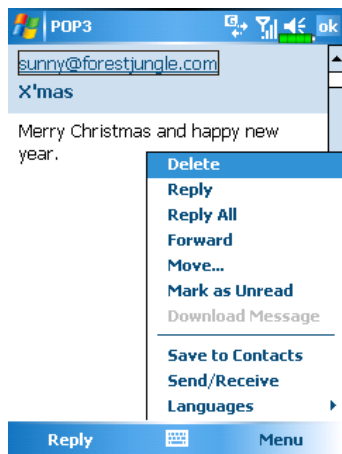 POP3
G
ok
sunny@forestjungle.com
X'mas
Merry Christmas and happy new
year.
Delete
Reply
Reply All
Forward
Move...
Mark as Unread
Download Message
Save to Contacts
Send/Receive
Languages
Reply
Menu